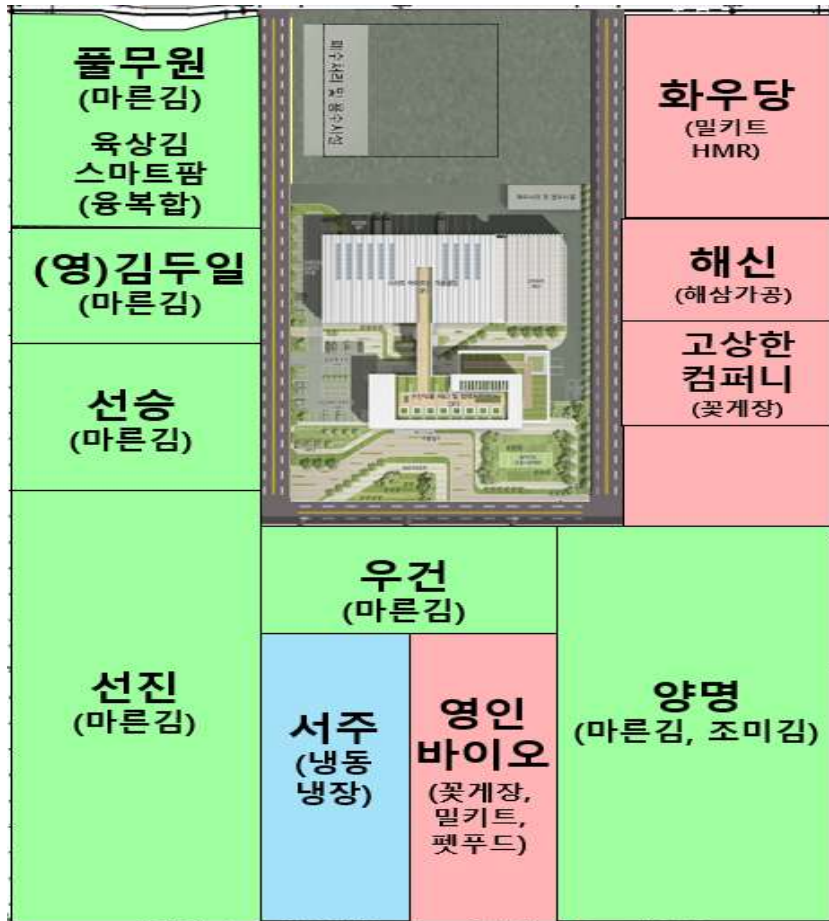 풀무원
(마른김)
육상김
스마트팜
(융복합)
(영)김두일
(마른김)
선승
(마른김)
선진
(마른김)
화우당
(밀키트
HMR)
해신
(해삼가공)
고상한
컴퍼니
(꽃게장)
우건
(마른김)
서주
(냉동
냉장)
영인
바이오
(꽃게장,
밀키트,
펫푸드)
양명
(마른김, 조미김)